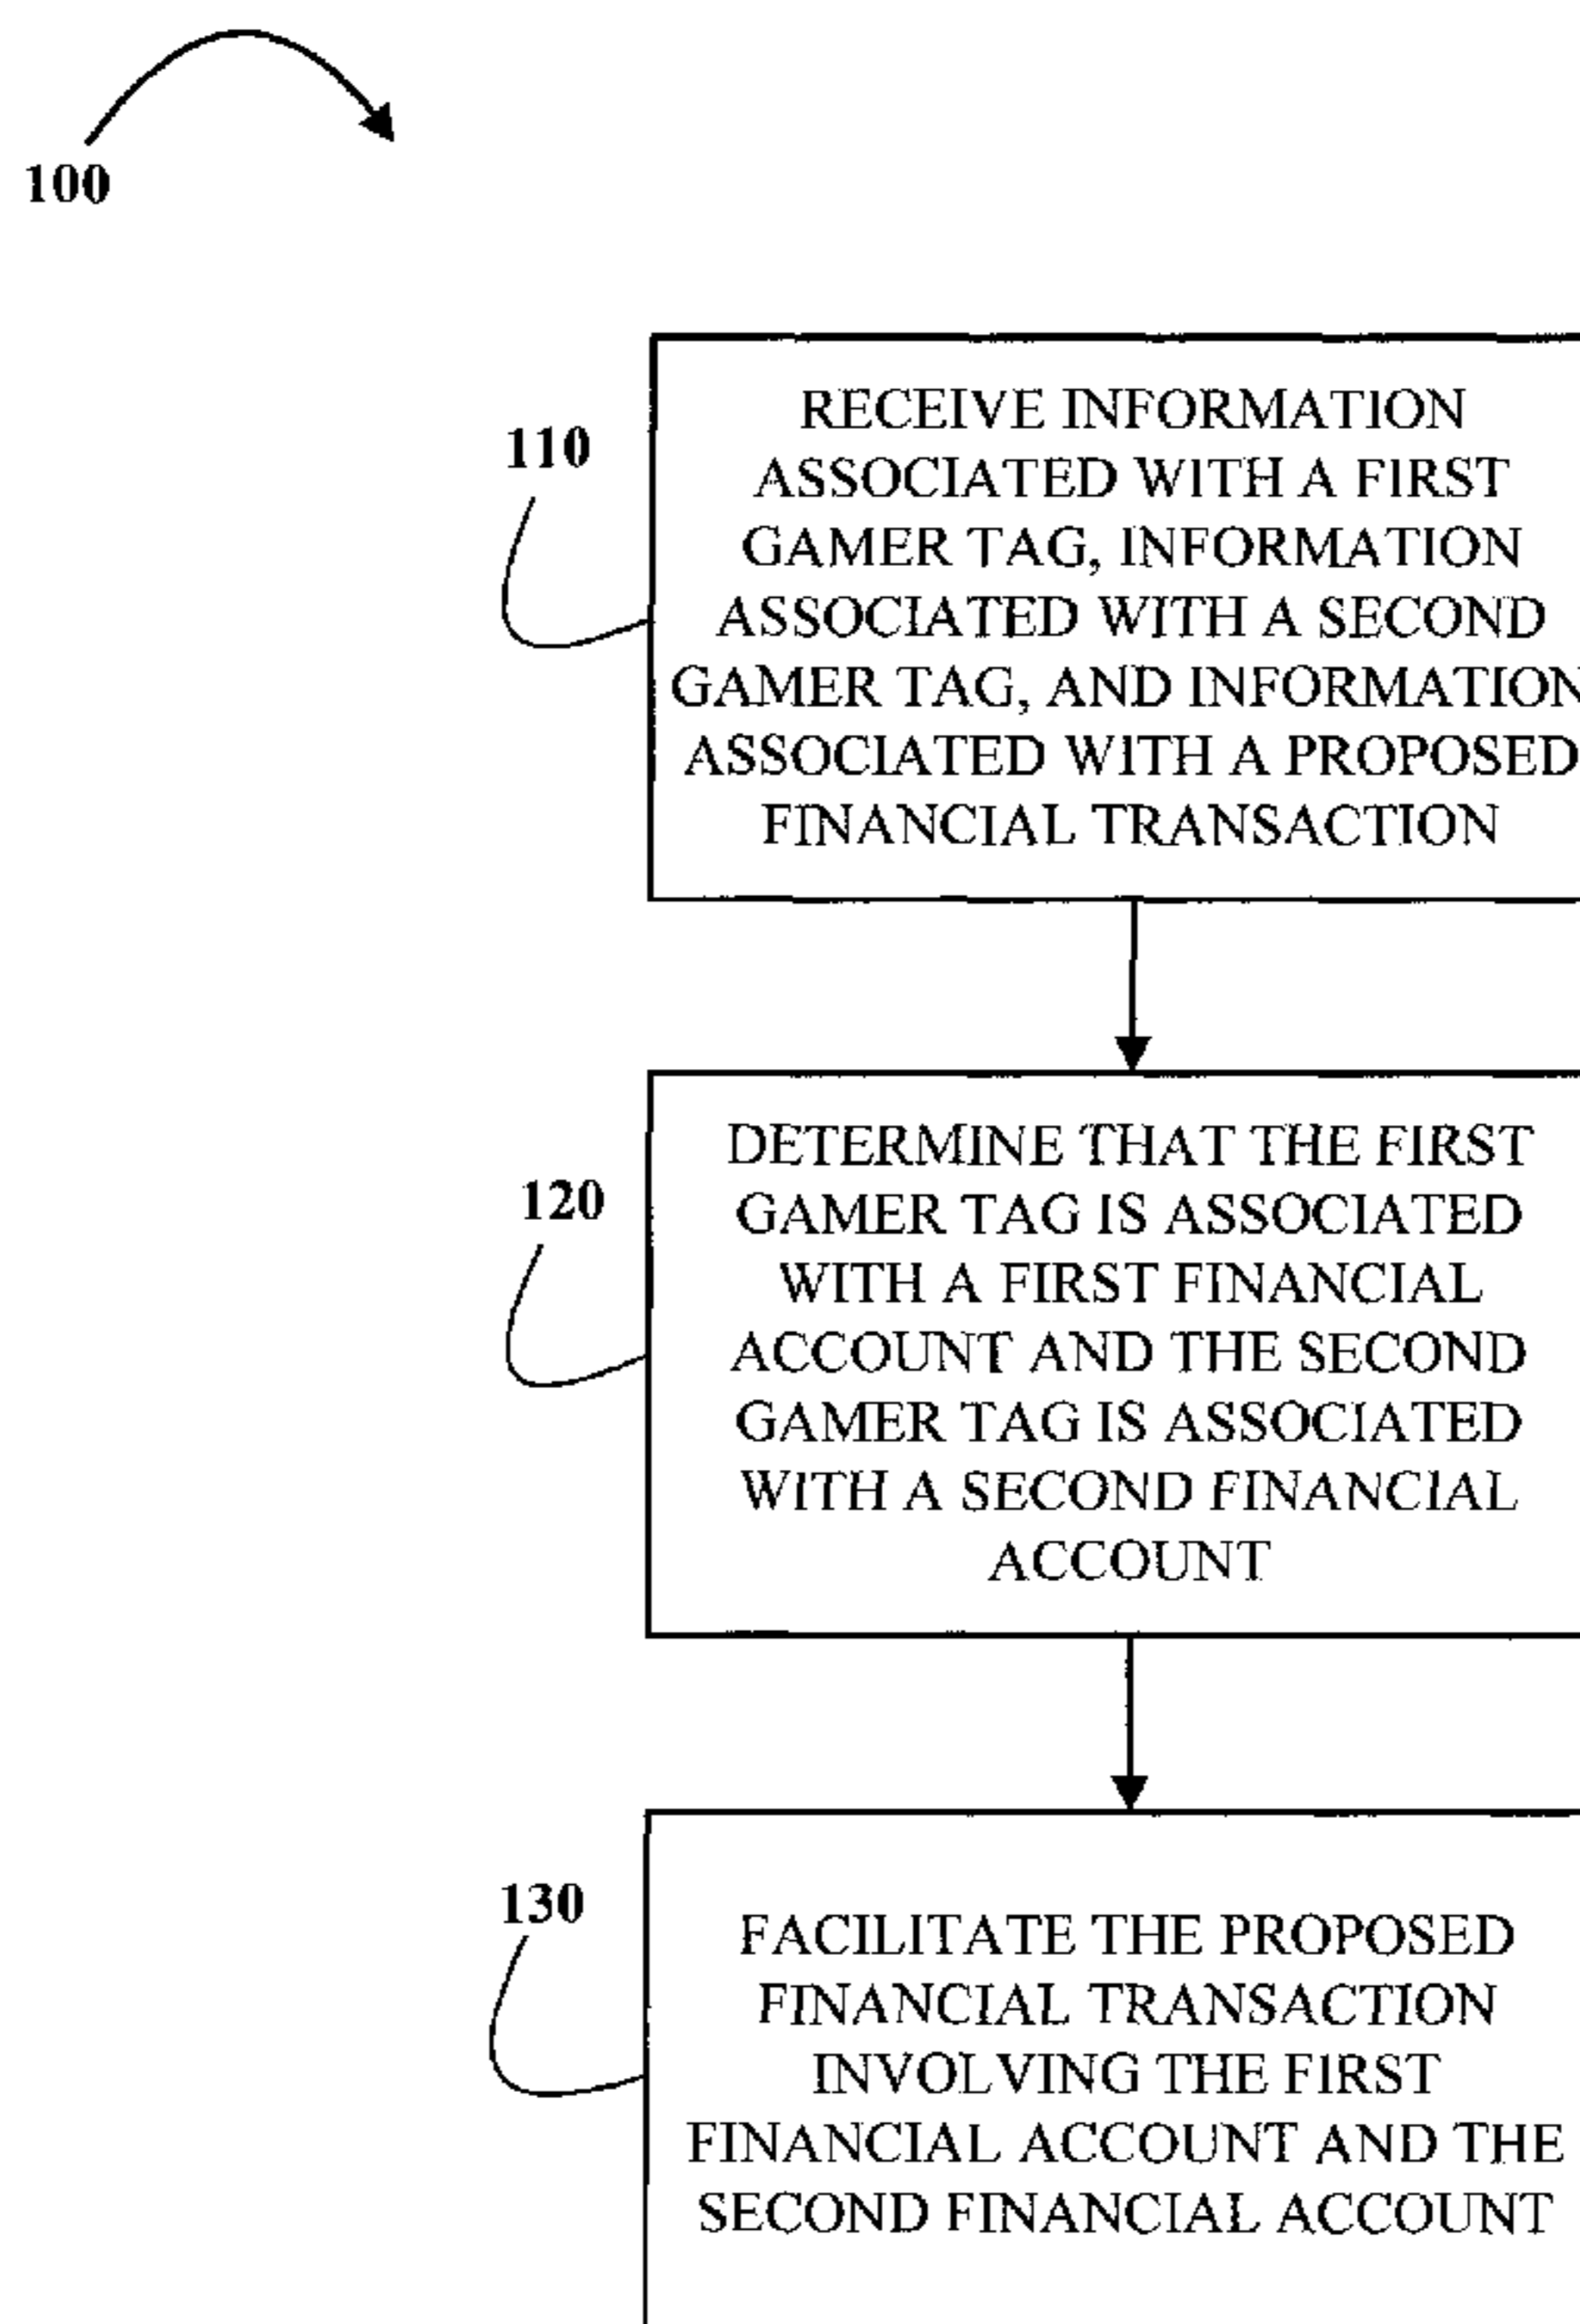 100
110
RECEIVE INFORMATION
ASSOCIATED WITH A FIRST
GAMER TAG, INFORMATION
ASSOCIATED WITH A SECOND
GAMER TAG, AND INFORMATION
ASSOCIATED WITH A PROPOSED
FINANCIAL TRANSACTION
120
DETERMINE THAT THE FIRST
GAMER TAG IS ASSOCIATED
WITH A FIRST FINANCIAL
ACCOUNT AND THE SECOND
GAMER TAG IS ASSOCIATED
WITH A SECOND FINANCIAL
ACCOUNT
130
FACILITATE THE PROPOSED
FINANCIAL TRANSACTION
INVOLVING THE FIRST
FINANCIAL ACCOUNT AND THE
SECOND FINANCIAL ACCOUNT